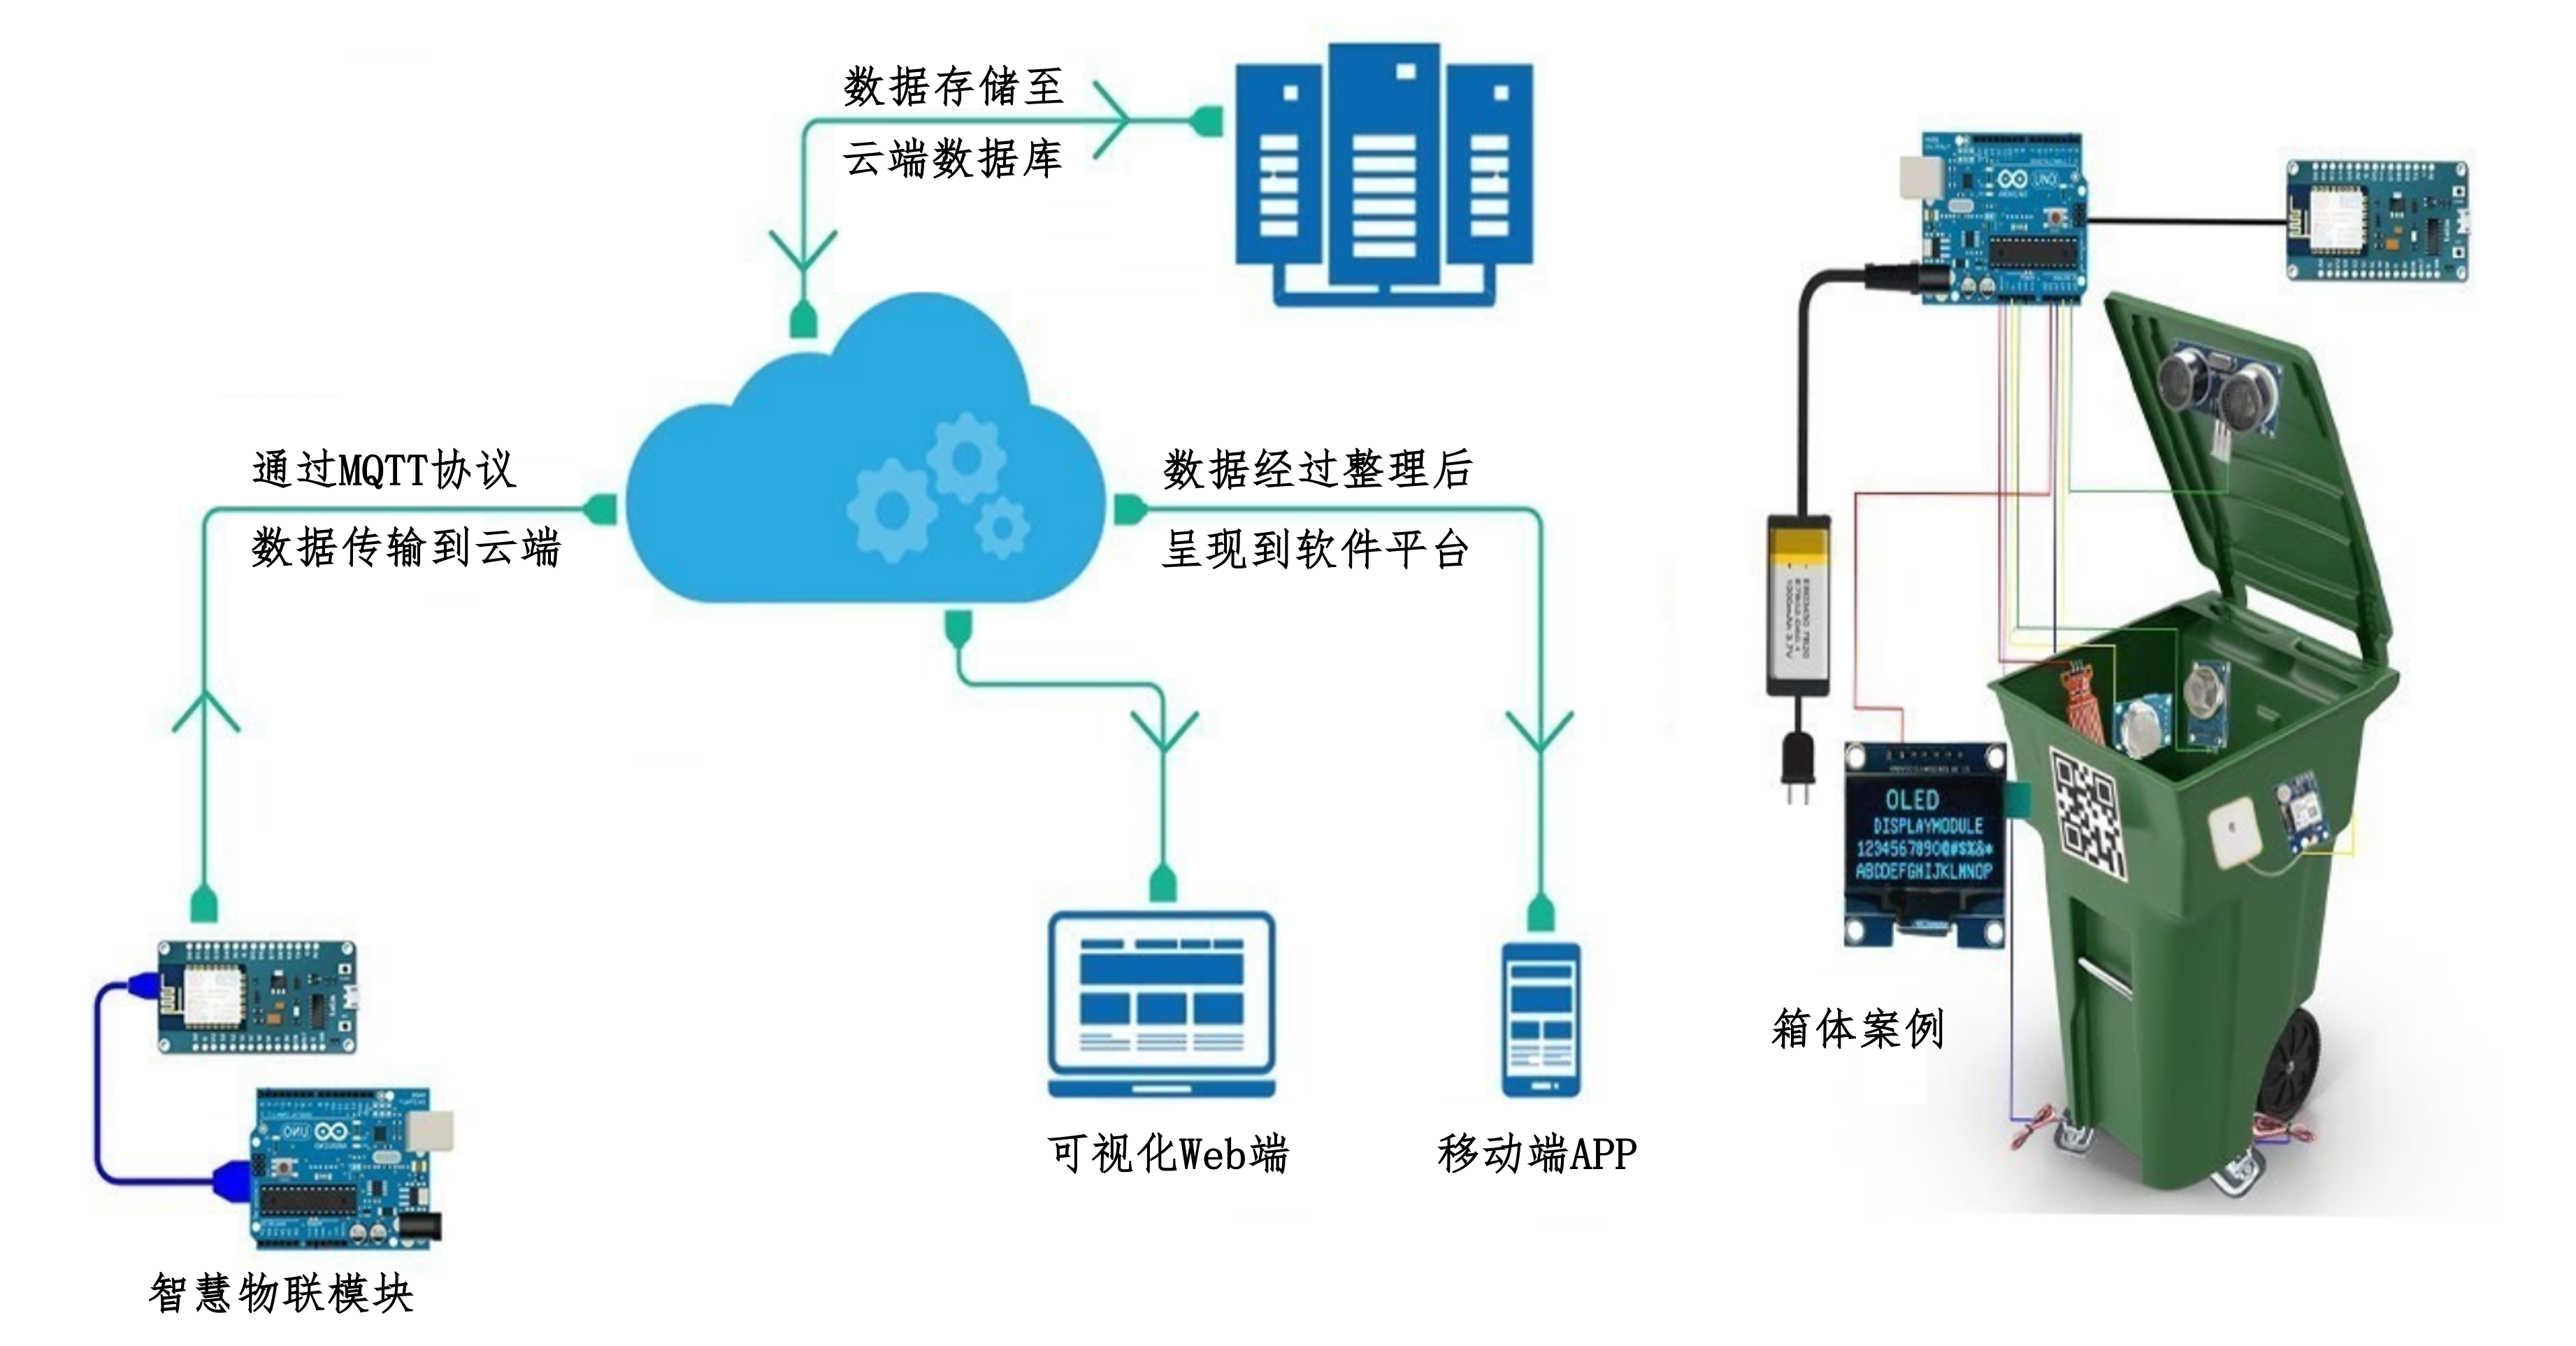 数据存储至
云端数据库
通过MQTT协议
数据传输到云端
数据经过整理后
呈现到软件平台
UNO
OLED
DISPLAYMODULE
1234567890@#$%&*
ABCDEFGHIJKLMNOP
箱体案例
可视化Web端
移动端APP
UNO
智慧物联模块